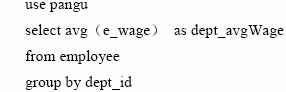 use pangu
select avg（e_wage） as dept_avgWage
from employee
group by dept_id